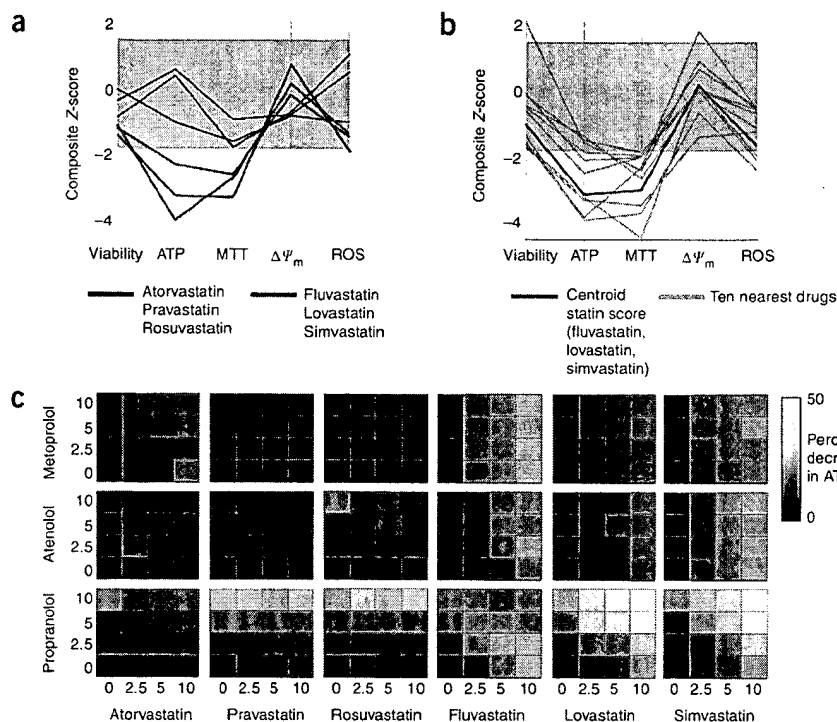 a
2
0
−2
−4
Composite Z-score
Viability ATP MTT ΔΨm ROS
Atorvastatin
Pravastatin
Rosuvastatin
Fluvastatin
Lovastatin
Simvastatin
b
2
0
−2
−4
Composite Z-score
Viability ATP MTT ΔΨm ROS
Centroid
statin score
(fluvastatin,
lovastatin,
simvastatin)
Ten nearest drugs
c
Metoprolol
10
5
2.5
0
Atenolol
10
5
2.5
0
Propranolol
10
5
2.5
0
0 2.5 5 10 0 2.5 5 10 0 2.5 5 10 0 2.5 5 10 0 2.5 5 10 0 2.5 5 10
Atorvastatin Pravastatin Rosuvastatin Fluvastatin Lovastatin Simvastatin
50
Perc
decr
in AT
0